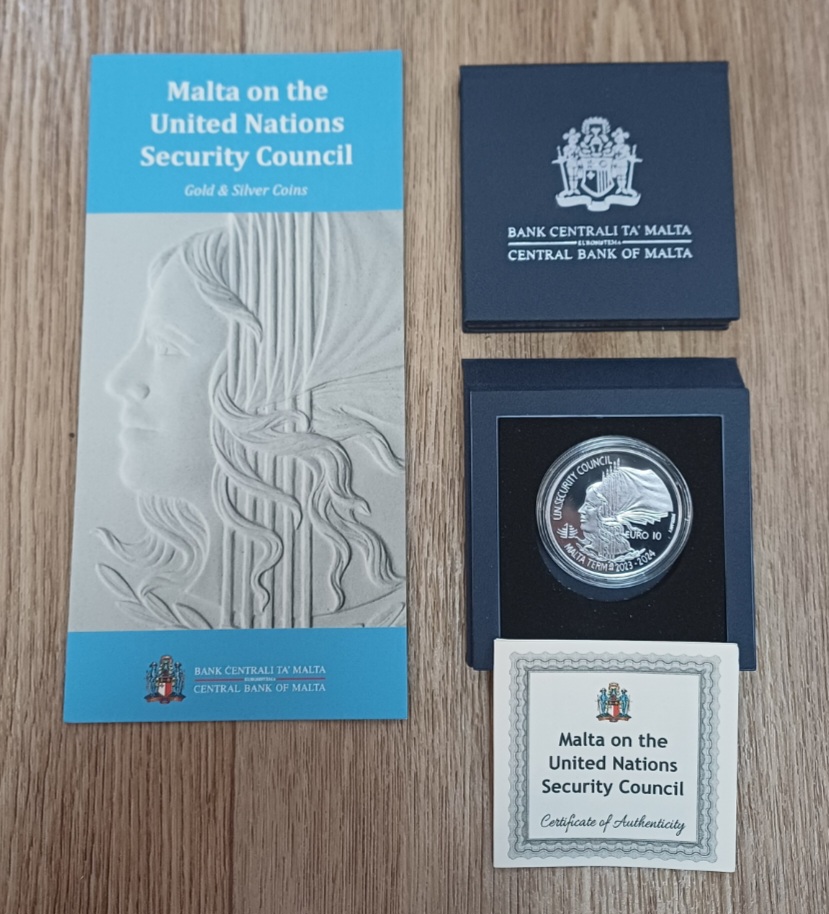 Malta on the
United Nations
Security Council
Gold & Silver Coins
BANK ĊENTRALI TA' MALTA
EUROSISTEMA
CENTRAL BANK OF MALTA
BANK ĊENTRALI TA' MALTA
EUROSISTEMA
CENTRAL BANK OF MALTA
U.N. SECURITY COUNCIL
EURO 10
MALTA TERM 2023 - 2024
Malta on the
United Nations
Security Council
Certificate of Authenticity